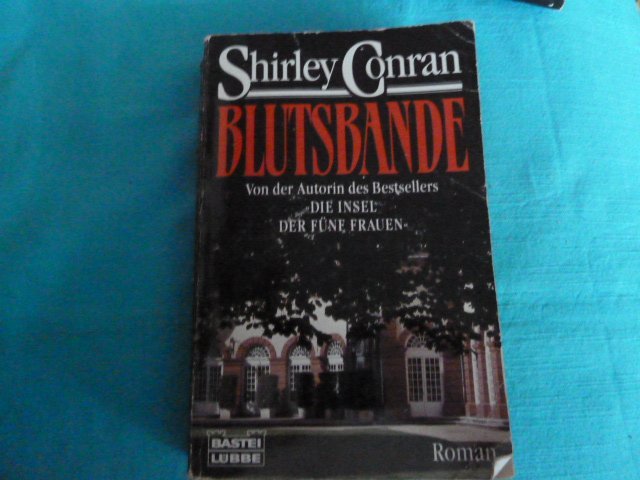 Shirley Conran
BLUTSBANDE
Von der Autorin des Bestsellers
»DIE INSEL
DER FÜNF FRAUEN«
Roman
BASTEI
LÜBBE